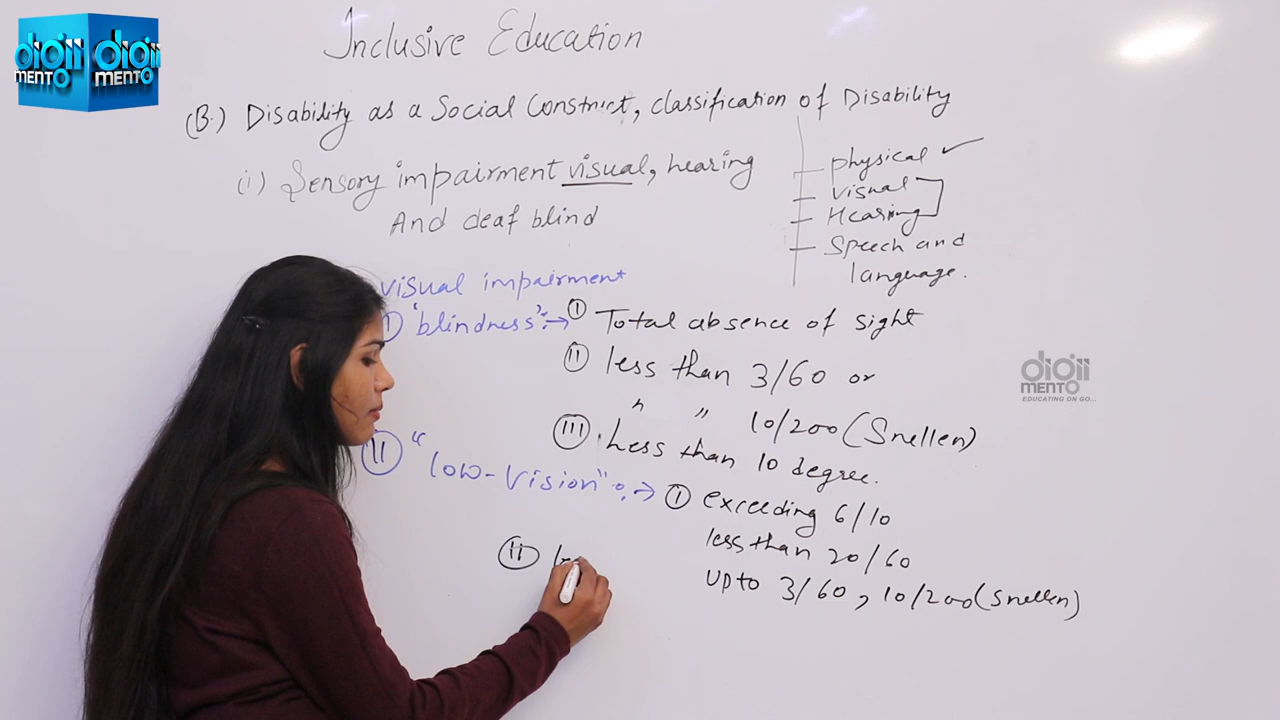 digii digii
MENTO MENTO
Inclusive Education
(B.) Disability as a Social Construct, classification of Disability
(i) Sensory impairment visual, hearing
And deaf blind
physical ✓
visual
Hearing
Speech and
language.
visual impairment
I "blindness" :→ I Total absence of sight
II less than 3/60 or
" " 10/200 (Snellen)
III Less than 10 degree.
II "low-vision" :→ I exceeding 6/10
less than 20/60
upto 3/60, 10/200 (Snellen)
II
digii
MENTO
EDUCATING ON GO...